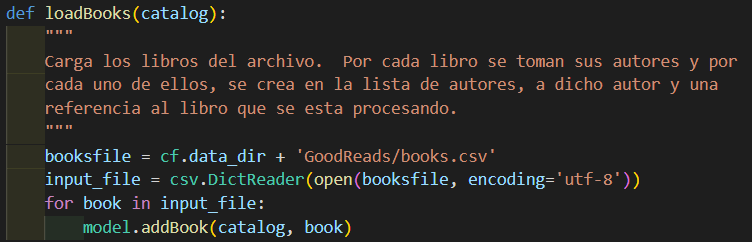 def loadBooks(catalog):
    """
    Carga los libros del archivo.  Por cada libro se toman sus autores y por
    cada uno de ellos, se crea en la lista de autores, a dicho autor y una
    referencia al libro que se esta procesando.
    """
    booksfile = cf.data_dir + 'GoodReads/books.csv'
    input_file = csv.DictReader(open(booksfile, encoding='utf-8'))
    for book in input_file:
        model.addBook(catalog, book)